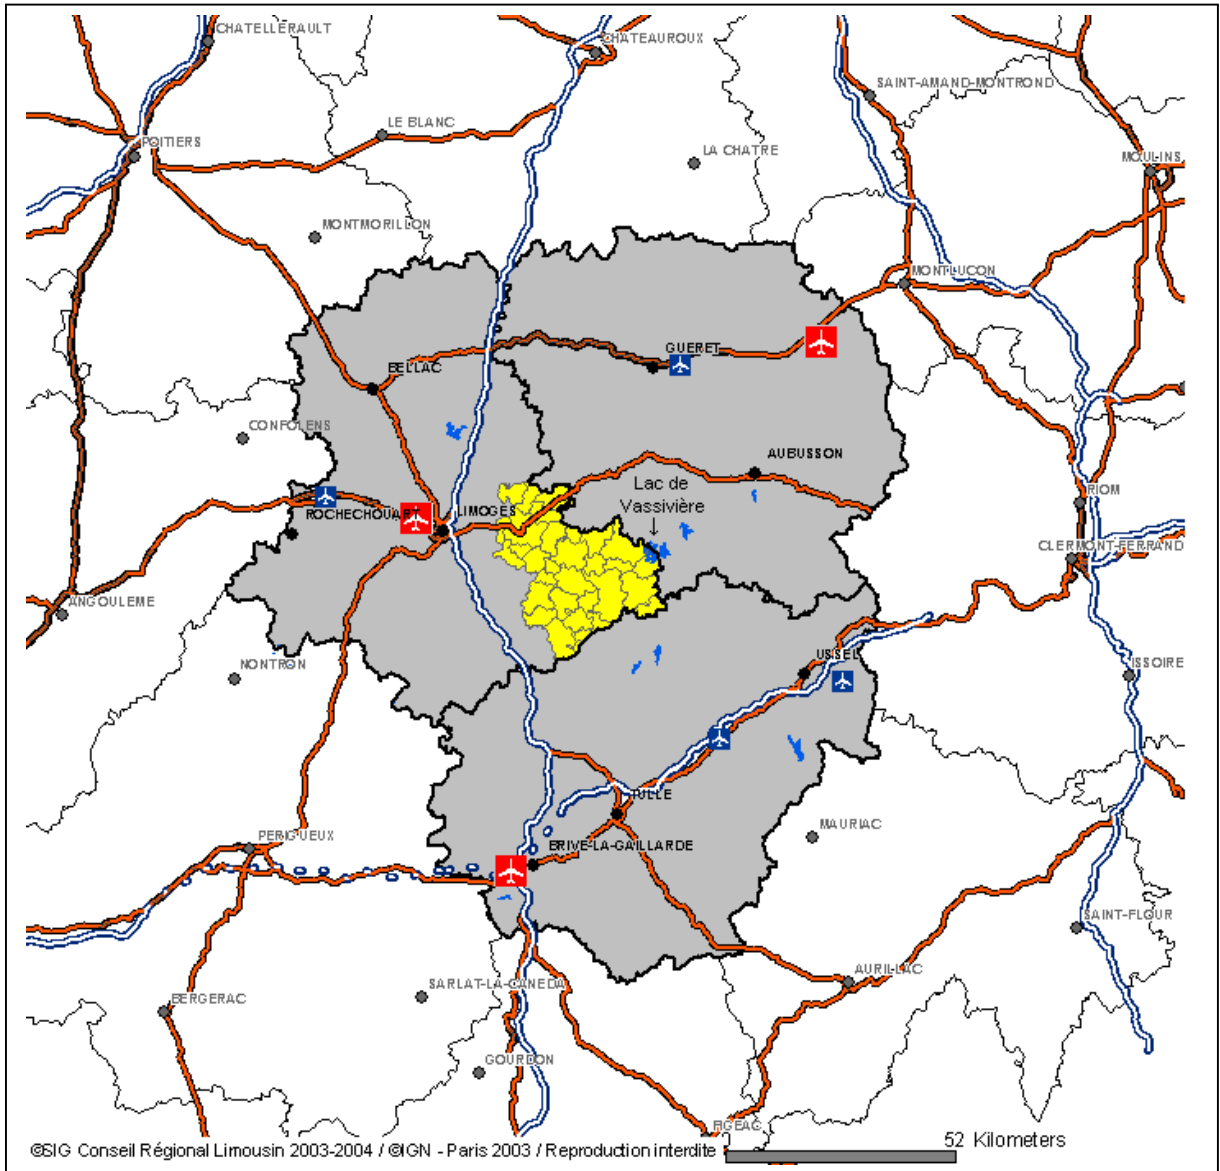 CHATELLERAULT
CHATEAUROUX
SAINT-AMAND-MONTROND
LE BLANC
POITIERS
LA CHATRE
MOULINS
MONTMORILLON
MONTLUCON
GUERET
BELLAC
CONFOLENS
AUBUSSON
Lac de
Vassivière
RIOM
ROCHECHOUART
LIMOGES
CLERMONT-FERRAND
ANGOULEME
NONTRON
USSEL
ISSOIRE
TULLE
MAURIAC
PERIGUEUX
BRIVE-LA-GAILLARDE
SAINT-FLOUR
AURILLAC
SARLAT-LA-CANEDA
BERGERAC
GOURDON
FIGEAC
©SIG Conseil Régional Limousin 2003-2004 / ©IGN - Paris 2003 / Reproduction interdite
52 Kilometers